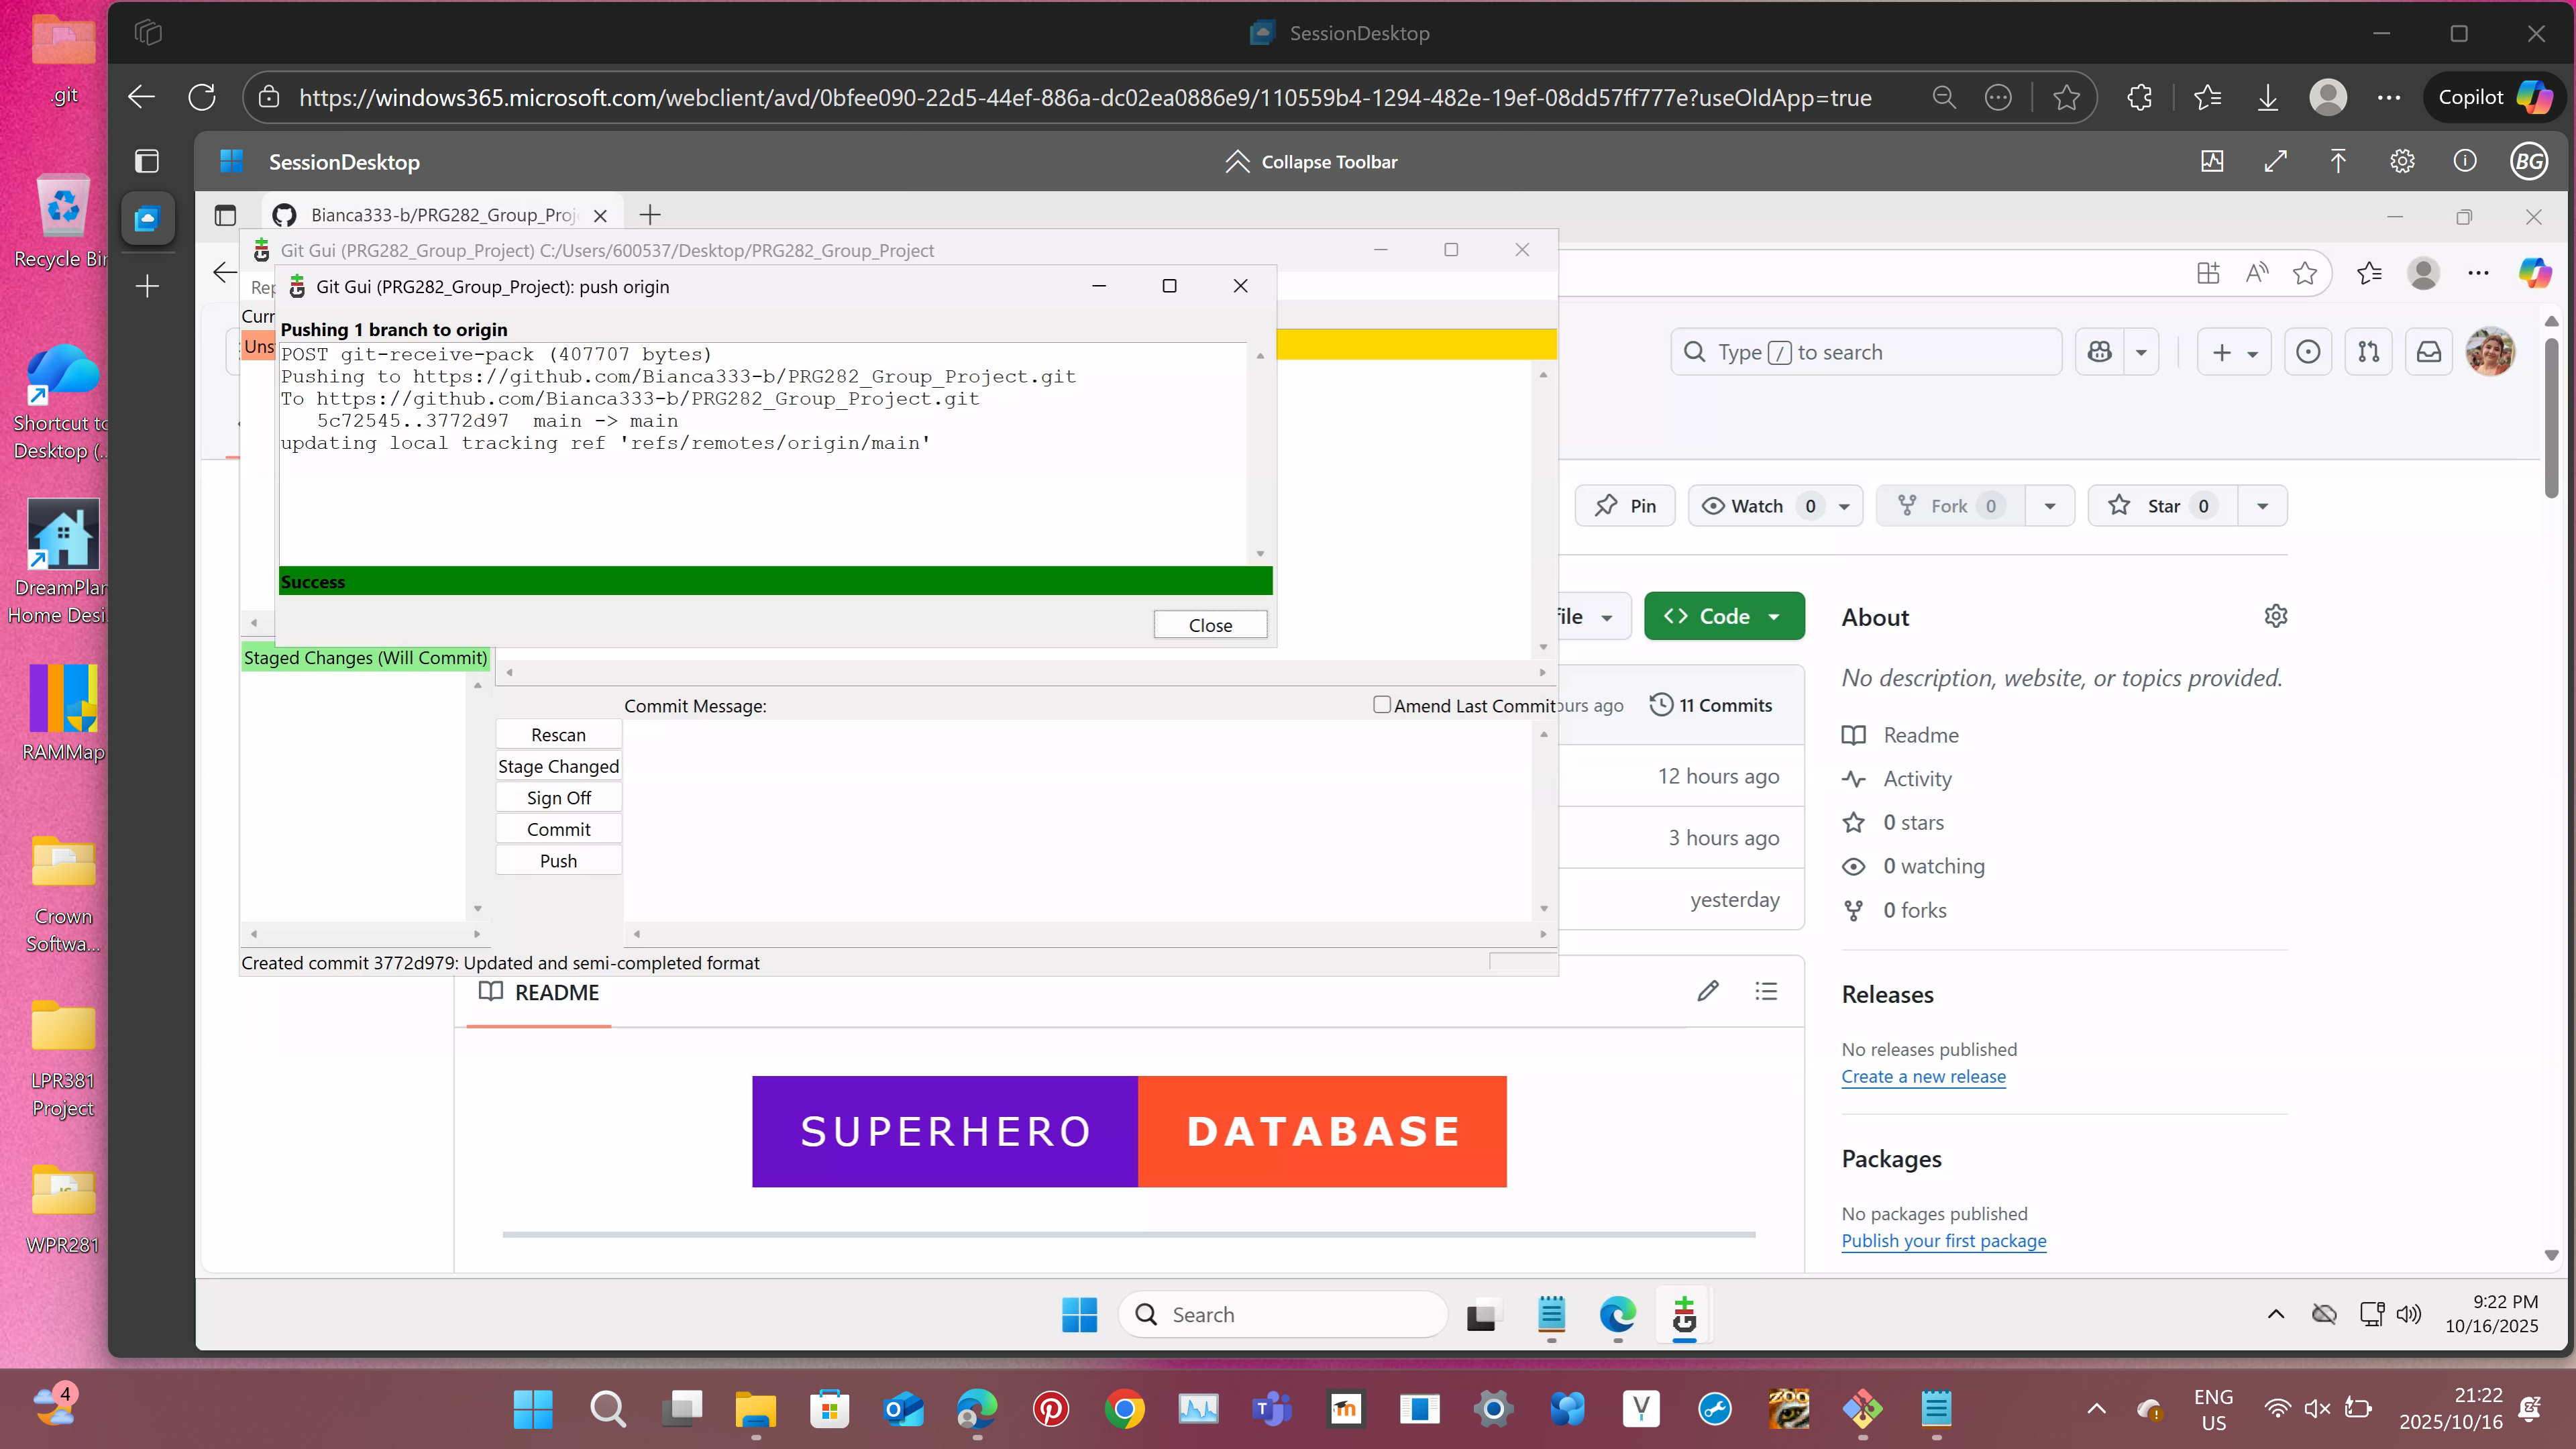 .git
Recycle Bin
Shortcut to
Desktop (...
DreamPlan
Home Desi...
RAMMap
Crown
Softwa...
LPR381
Project
WPR281
SessionDesktop
https://windows365.microsoft.com/webclient/avd/0bfee090-22d5-44ef-886a-dc02ea0886e9/110559b4-1294-482e-19ef-08dd57ff777e?useOldApp=true
Copilot
SessionDesktop
Collapse Toolbar
BG
Bianca333-b/PRG282_Group_Proj
Git Gui (PRG282_Group_Project) C:/Users/600537/Desktop/PRG282_Group_Project
Rep
Git Gui (PRG282_Group_Project): push origin
Curr
Pushing 1 branch to origin
Uns
POST git-receive-pack (407707 bytes)
Pushing to https://github.com/Bianca333-b/PRG282_Group_Project.git
To https://github.com/Bianca333-b/PRG282_Group_Project.git
5c72545..3772d97 main -> main
updating local tracking ref 'refs/remotes/origin/main'
Success
Close
Staged Changes (Will Commit)
Commit Message:
Amend Last Commit
Rescan
Stage Changed
Sign Off
Commit
Push
Created commit 3772d979: Updated and semi-completed format
Type / to search
Pin
Watch 0
Fork 0
Star 0
file
Code
ours ago
11 Commits
12 hours ago
3 hours ago
yesterday
About
No description, website, or topics provided.
Readme
Activity
0 stars
0 watching
0 forks
Releases
No releases published
Create a new release
Packages
No packages published
Publish your first package
README
SUPERHERO DATABASE
Search
9:22 PM
10/16/2025
4
ZOO
ENG
US
21:22
2025/10/16